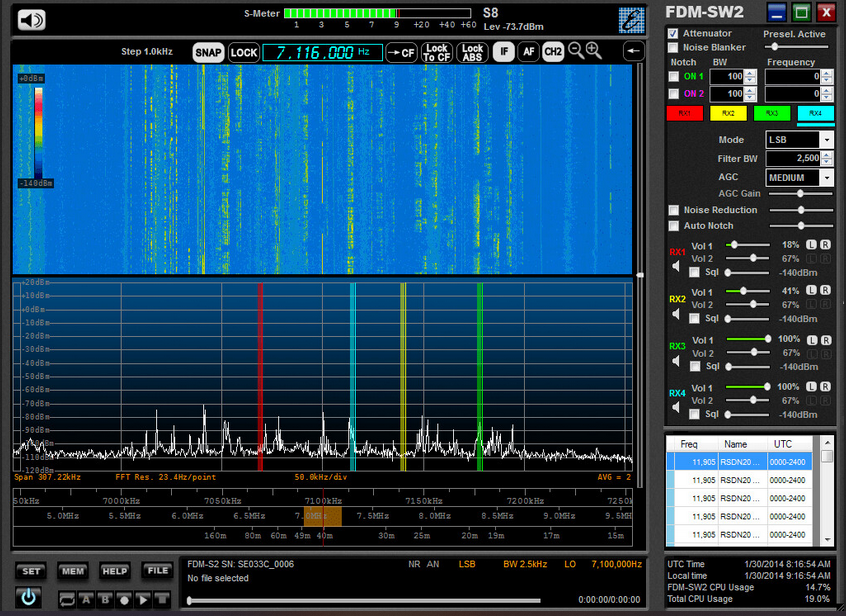 S-Meter
1 3 5 7 9 +20 +40 +60
S8
Lev -73.7dBm
FDM-SW2
Step 1.0kHz
SNAP
LOCK
7.116.000 Hz
→CF
Lock To CF
Lock ABS
IF
AF
CH2
+0dBm
-140dBm
+20dBm
+10dBm
+0dBm
-10dBm
-20dBm
-30dBm
-40dBm
-50dBm
-60dBm
-70dBm
-80dBm
-90dBm
-100dBm
-110dBm
-120dBm
Span 307.22kHz
FFT Res. 23.4Hz/point
50.0kHz/div
AVG = 2
50kHz 7000kHz 7050kHz 7100kHz 7150kHz 7200kHz 7250
5.0MHz 5.5MHz 6.0MHz 6.5MHz 7.0MHz 7.5MHz 8.0MHz 8.5MHz 9.0MHz 9.5MH
160m 80m 60m 49m 40m 30m 25m 20m 19m 17m 15m
Attenuator
Presel. Active
Noise Blanker
Notch BW Frequency
ON 1 100 0
ON 2 100 0
RX1 RX2 RX3 RX4
Mode LSB
Filter BW 2,500
AGC MEDIUM
AGC Gain
Noise Reduction
Auto Notch
RX1
Vol 1 18% L R
Vol 2 67% L R
Sql -140dBm
RX2
Vol 1 41% L R
Vol 2 67% L R
Sql -140dBm
RX3
Vol 1 100% L R
Vol 2 67% L R
Sql -140dBm
RX4
Vol 1 100% L R
Vol 2 67% L R
Sql -140dBm
Freq Name UTC
11,905 RSDN20 ... 0000-2400
11,905 RSDN20 ... 0000-2400
11,905 RSDN20 ... 0000-2400
11,905 RSDN20 ... 0000-2400
11,905 RSDN20 ... 0000-2400
SET
MEM
HELP
FILE
A
B
FDM-S2 SN: SE033C_0006
NR AN LSB BW 2.5kHz LO 7,100,000Hz
No file selected
0:00:00/0:00:00
UTC Time 1/30/2014 8:16:54 AM
Local time 1/30/2014 9:16:54 AM
FDM-SW2 CPU Usage 14.7%
Total CPU Usage 19.0%